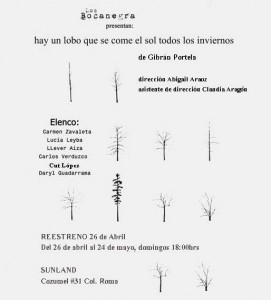 Los
Bocanegra
presentan:
hay un lobo que se come el sol todos los inviernos
de Gibrán Portela
dirección Abigail Arauz
asistente de dirección Claudia Aragón
Elenco:
Carmen Zavaleta
Lucía Leyba
LLever Aiza
Carlos Verduzco
Cut López
Daryl Guadarrama
REESTRENO 26 de Abril
Del 26 de abril al 24 de mayo, domingos 18:00hrs
SUNLAND
Cozumel #31 Col. Roma